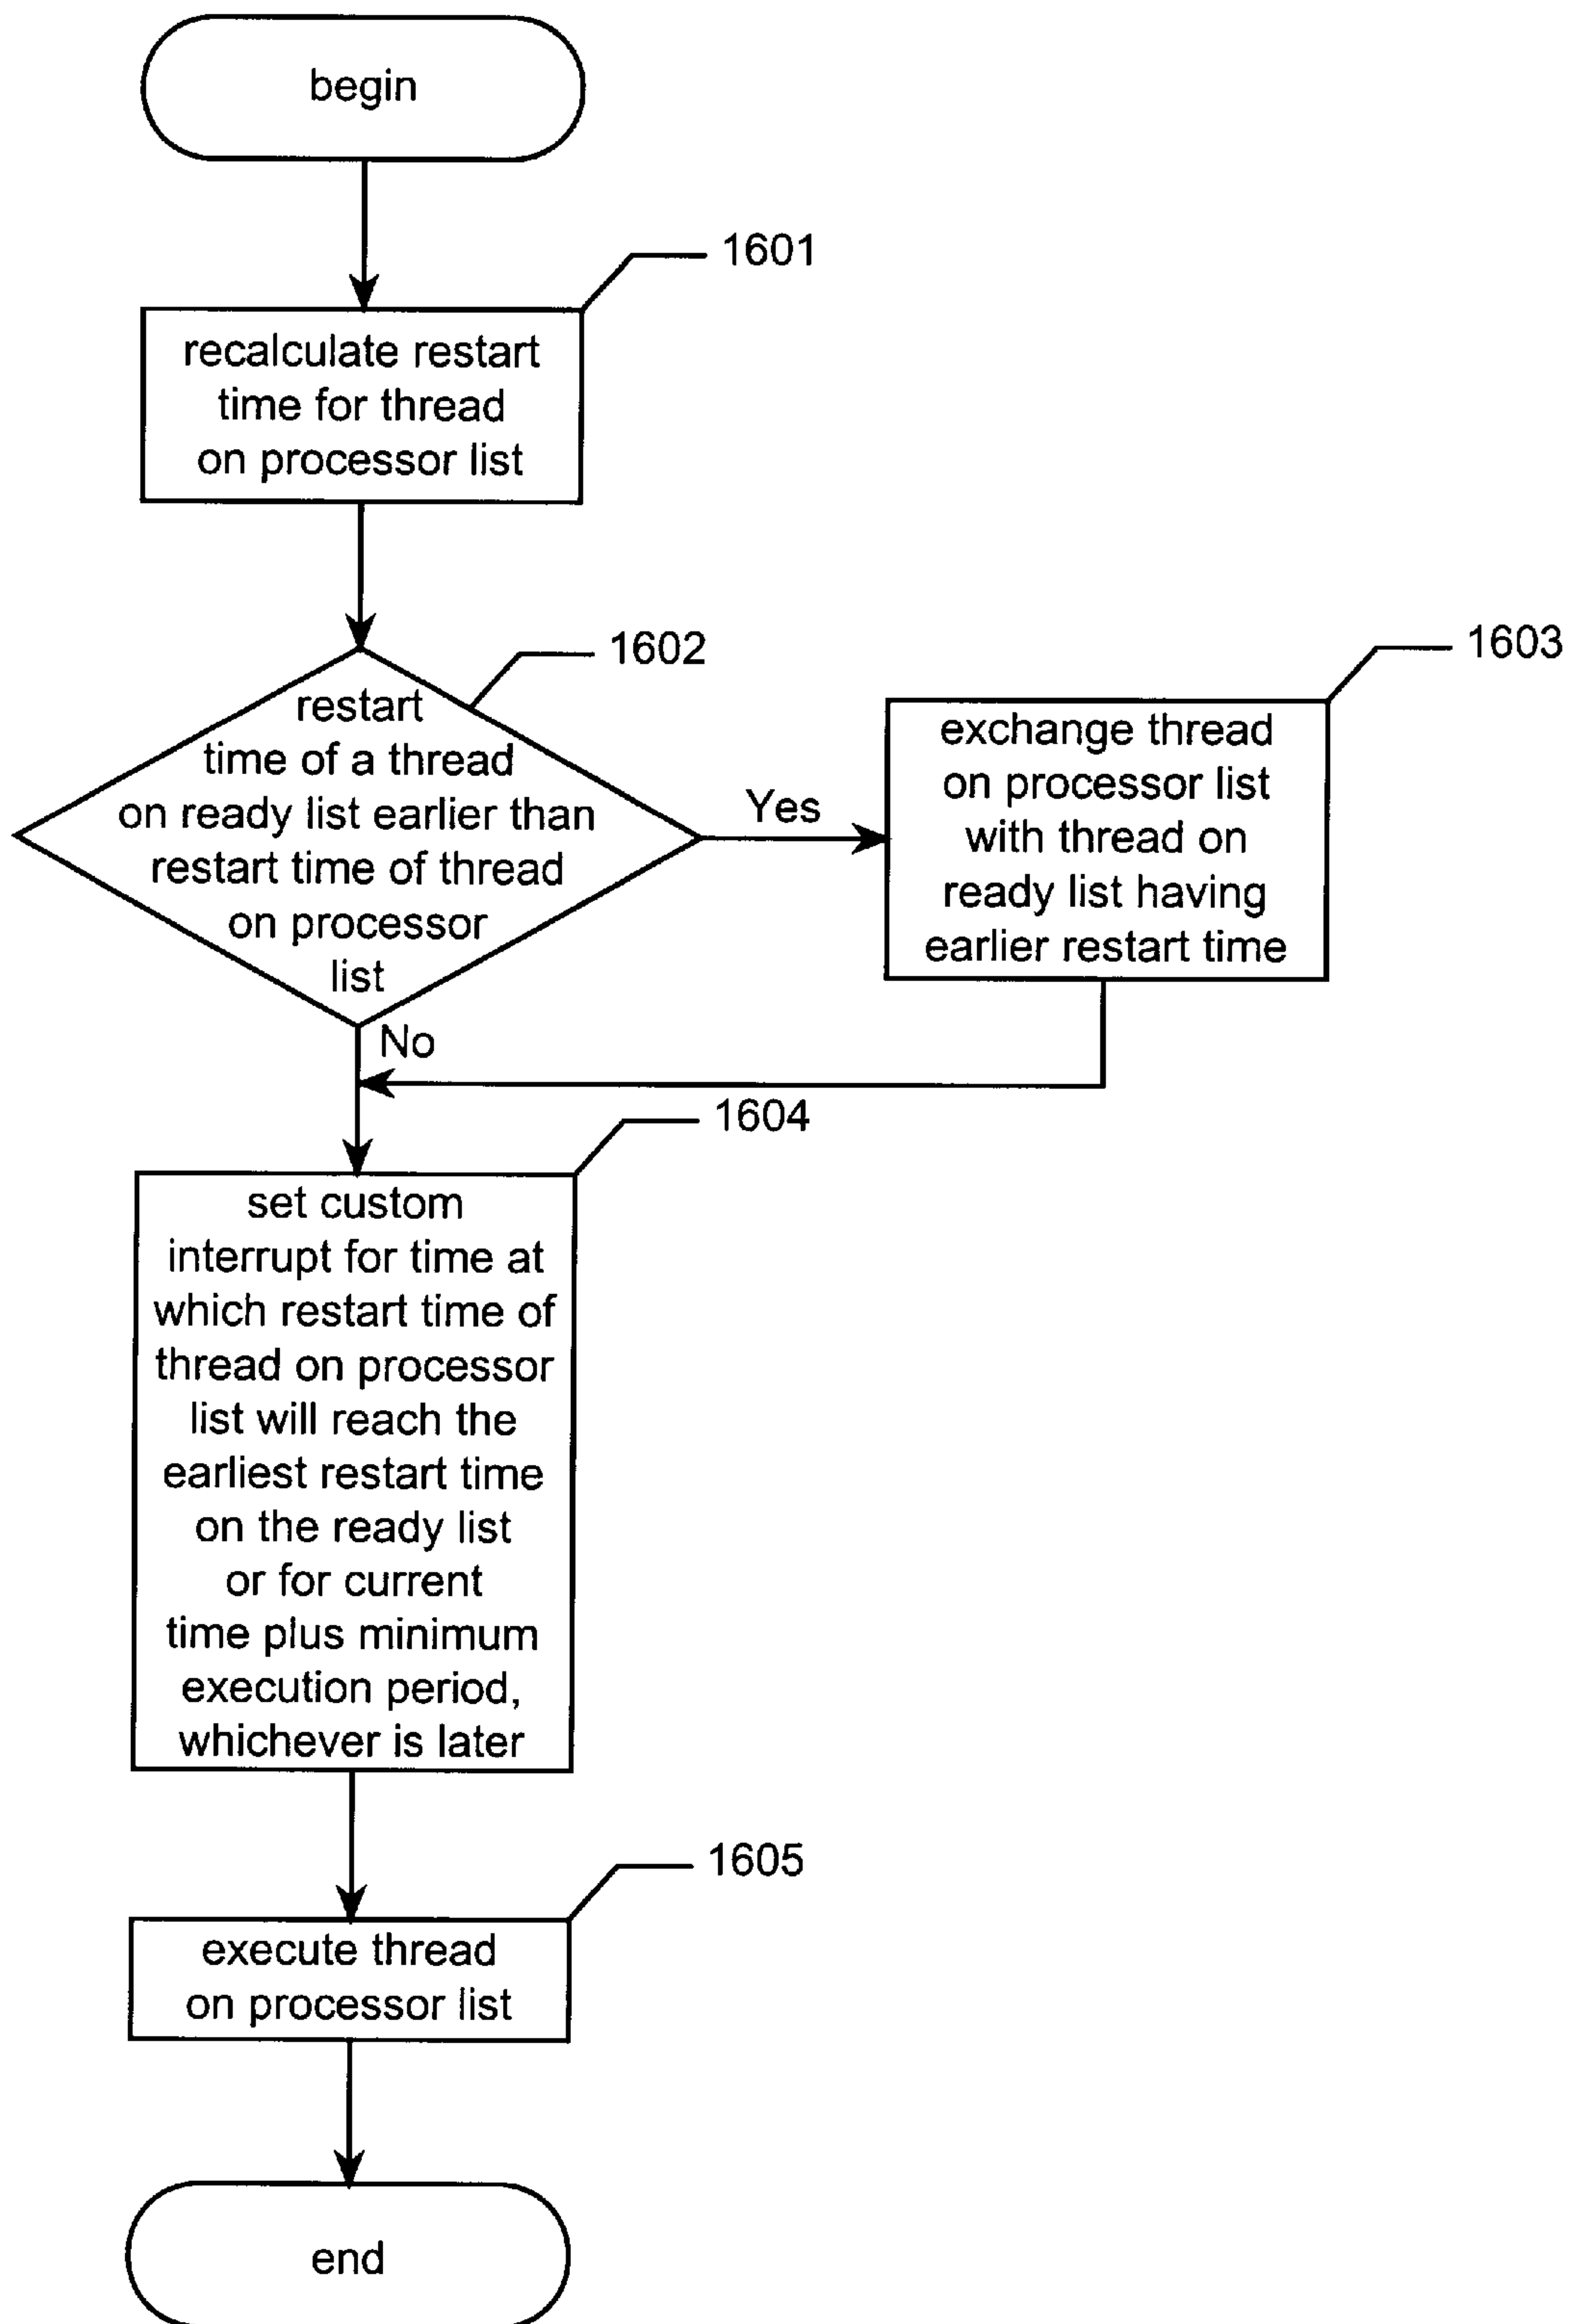 begin
1601
recalculate restart
time for thread
on processor list
1602
restart
time of a thread
on ready list earlier than
restart time of thread
on processor
list
Yes
1603
exchange thread
on processor list
with thread on
ready list having
earlier restart time
No
1604
set custom
interrupt for time at
which restart time of
thread on processor
list will reach the
earliest restart time
on the ready list
or for current
time plus minimum
execution period,
whichever is later
1605
execute thread
on processor list
end